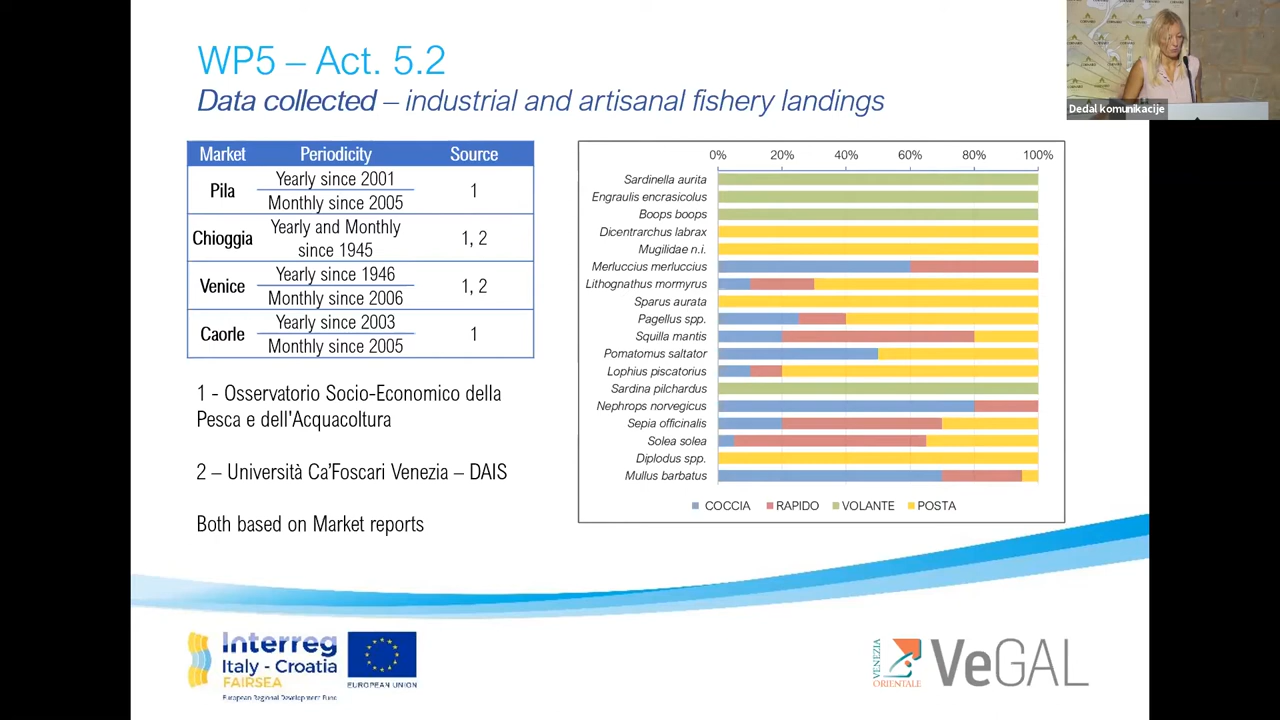 WP5 – Act. 5.2
Data collected – industrial and artisanal fishery landings
Dedal komunikacije
Market Periodicity Source
Pila
Yearly since 2001
Monthly since 2005
1
Chioggia
Yearly and Monthly
since 1945
1, 2
Venice
Yearly since 1946
Monthly since 2006
1, 2
Caorle
Yearly since 2003
Monthly since 2005
1
1 - Osservatorio Socio-Economico della
Pesca e dell'Acquacoltura
2 – Università Ca'Foscari Venezia – DAIS
Both based on Market reports
0% 20% 40% 60% 80% 100%
Sardinella aurita
Engraulis encrasicolus
Boops boops
Dicentrarchus labrax
Mugilidae n.i.
Merluccius merluccius
Lithognathus mormyrus
Sparus aurata
Pagellus spp.
Squilla mantis
Pomatomus saltator
Lophius piscatorius
Sardina pilchardus
Nephrops norvegicus
Sepia officinalis
Solea solea
Diplodus spp.
Mullus barbatus
COCCIA RAPIDO VOLANTE POSTA
Interreg
Italy - Croatia
FAIRSEA
European Regional Development Fund
EUROPEAN UNION
VENEZIA
ORIENTALE
VeGAL